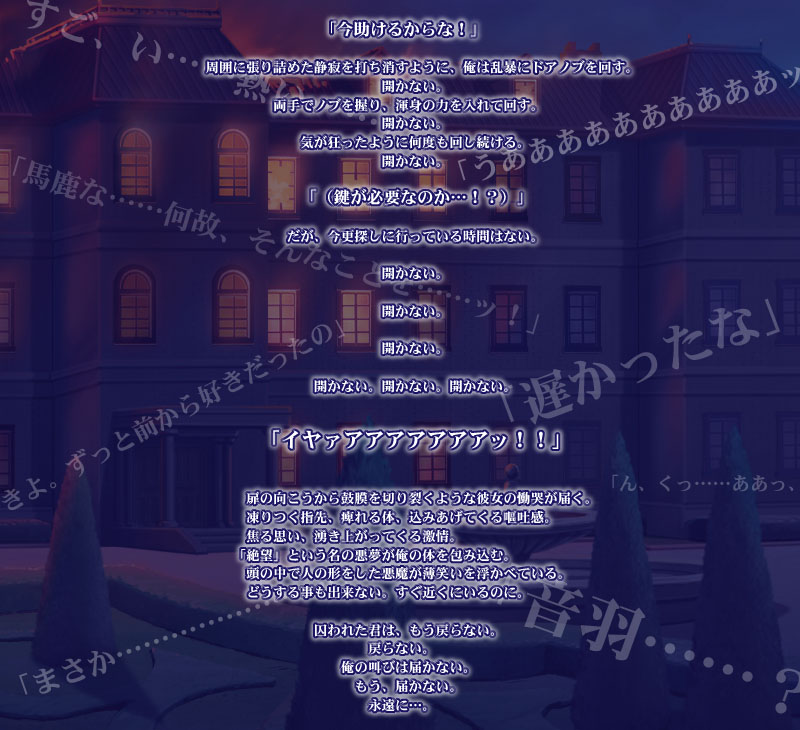 すご、い……熱
「今助けるからな！」
周囲に張り詰めた静寂を打ち消すように、俺は乱暴にドアノブを回す。
開かない。
両手でノブを握り、渾身の力を入れて回す。
開かない。
気が狂ったように何度も回し続ける。
開かない。
「うああああああああああッ
「馬鹿な……何故、そんなことを……ッ！」
「（鍵が必要なのか…！？）」
だが、今更探しに行っている時間はない。
開かない。
開かない。
開かない。
開かない。開かない。開かない。
「遅かったな」
きよ。ずっと前から好きだったの」
「イヤァアアアアアアアッ！！」
「ん、くっ……ああっ、
扉の向こうから鼓膜を切り裂くような彼女の慟哭が届く。
凍りつく指先、痺れる体、込みあげてくる嘔吐感。
焦る思い、湧き上がってくる激情。
「絶望」という名の悪夢が俺の体を包み込む。
頭の中で人の形をした悪魔が薄笑いを浮かべている。
どうする事も出来ない。すぐ近くにいるのに。
「まさか………………音羽………？
囚われた君は、もう戻らない。
戻らない。
俺の叫びは届かない。
もう、届かない。
永遠に…。